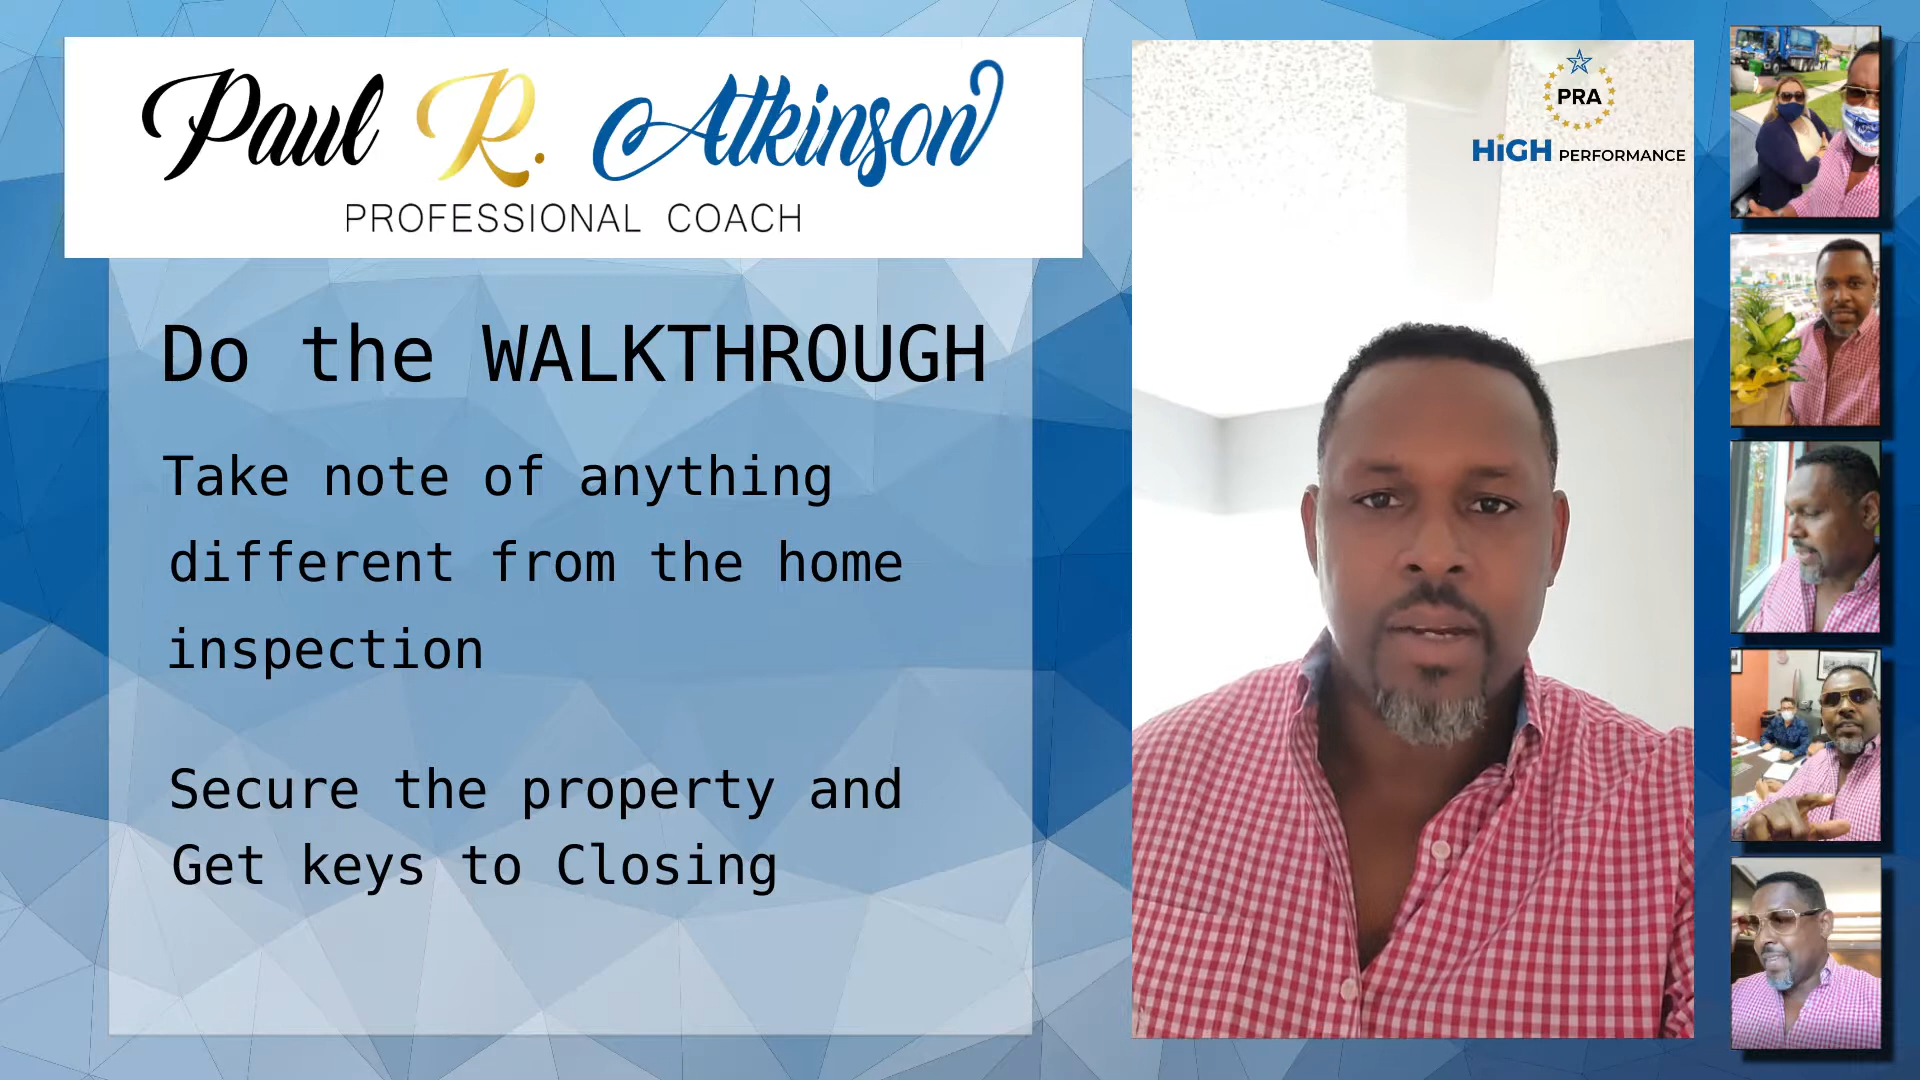 Paul R. Atkinson
PROFESSIONAL COACH
Do the WALKTHROUGH
Take note of anything
different from the home
inspection
Secure the property and
Get keys to Closing
PRA
HiGH PERFORMANCE